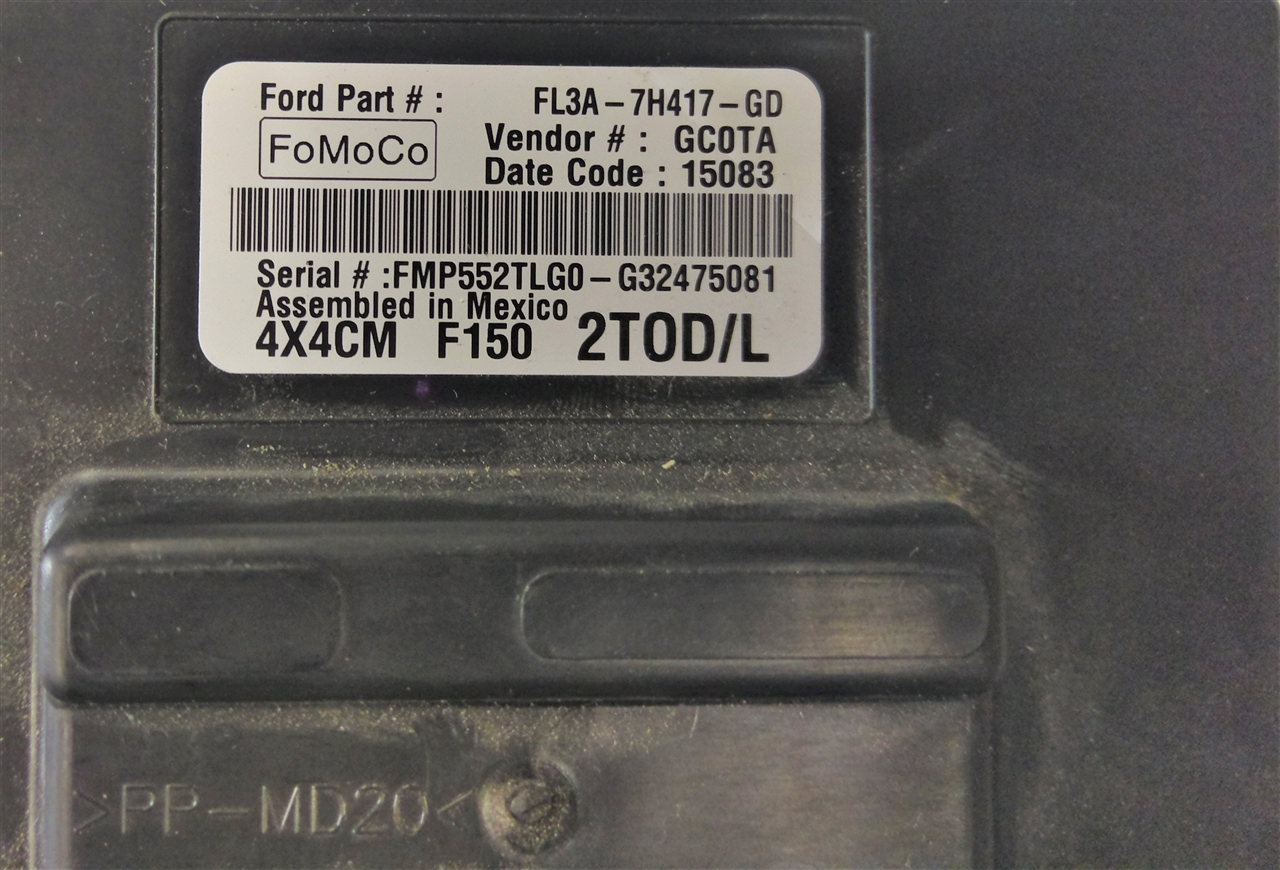 Ford Part # : FL3A-7H417-GD
FoMoCo
Vendor # : GC0TA
Date Code : 15083
Serial # :FMP552TLG0-G32475081
Assembled in Mexico
4X4CM F150 2TOD/L
>PP-MD20<